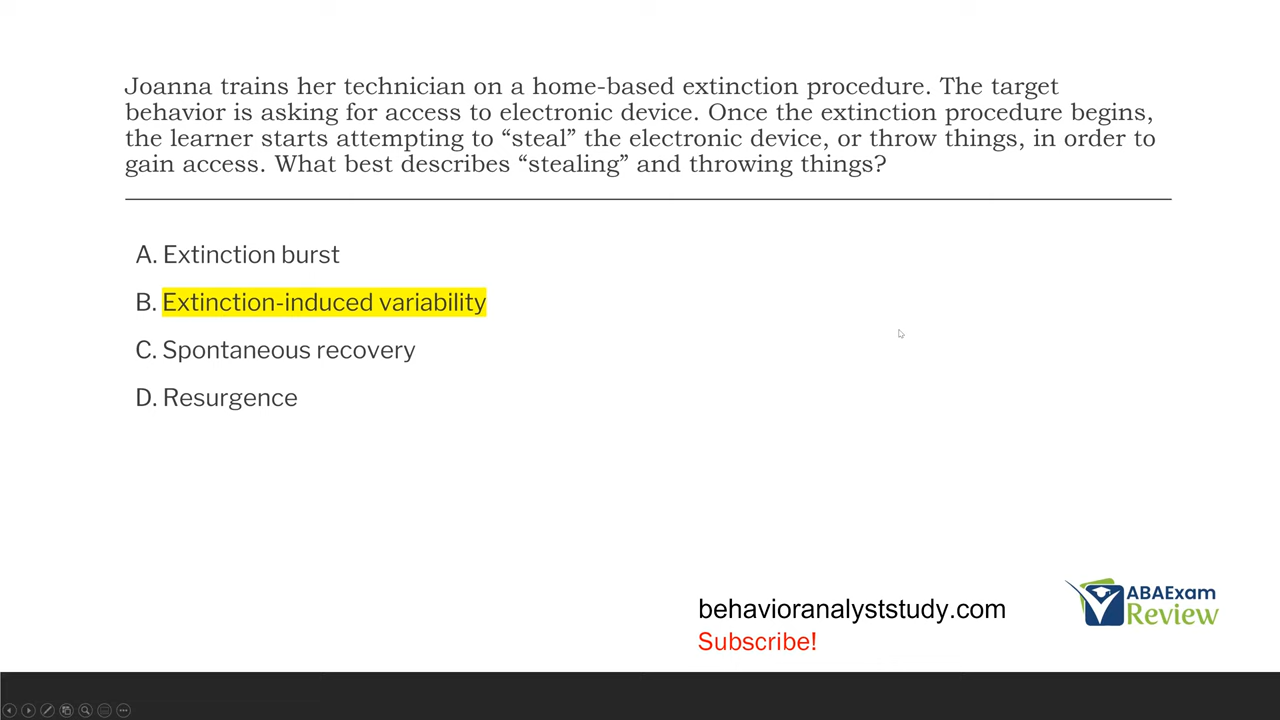 Joanna trains her technician on a home-based extinction procedure. The target
behavior is asking for access to electronic device. Once the extinction procedure begins,
the learner starts attempting to “steal” the electronic device, or throw things, in order to
gain access. What best describes “stealing” and throwing things?
A. Extinction burst
B. Extinction-induced variability
C. Spontaneous recovery
D. Resurgence
behavioranalyststudy.com
Subscribe!
ABAExam
Review